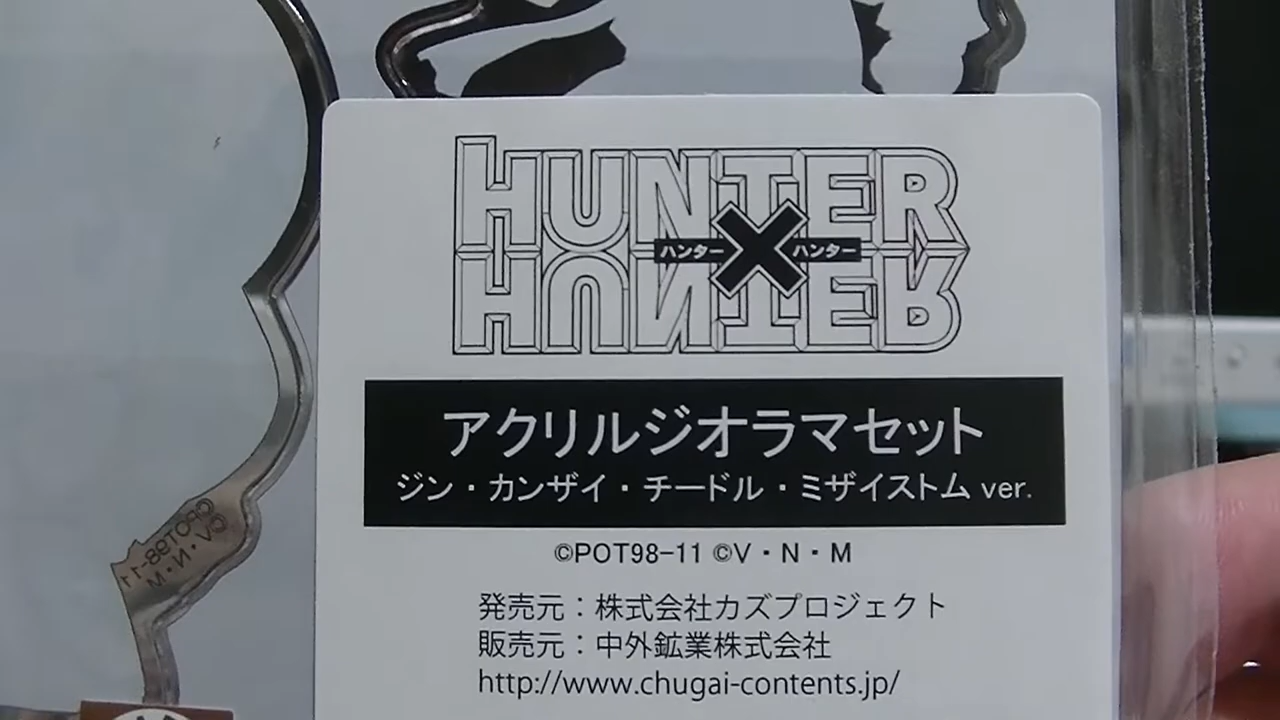 HUNTER
ハンター × ハンター
HUNTER
アクリルジオラマセット
ジン・カンザイ・チードル・ミザイストム ver.
©POT98-11 ©V・N・M
発売元：株式会社カズプロジェクト
販売元：中外鉱業株式会社
http://www.chugai-contents.jp/
©POT98-11
©V・N・M